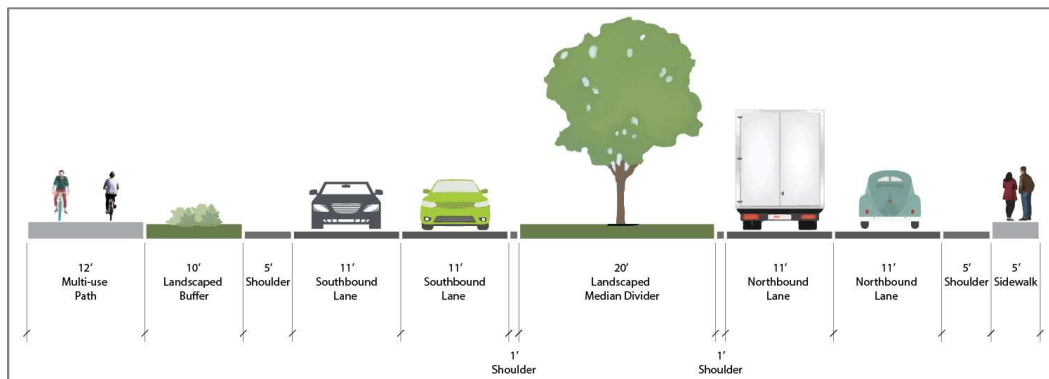 12′
Multi-use
Path
10′
Landscaped
Buffer
5′
Shoulder
11′
Southbound
Lane
11′
Southbound
Lane
1′
Shoulder
20′
Landscaped
Median Divider
1′
Shoulder
11′
Northbound
Lane
11′
Northbound
Lane
5′
Shoulder
5′
Sidewalk